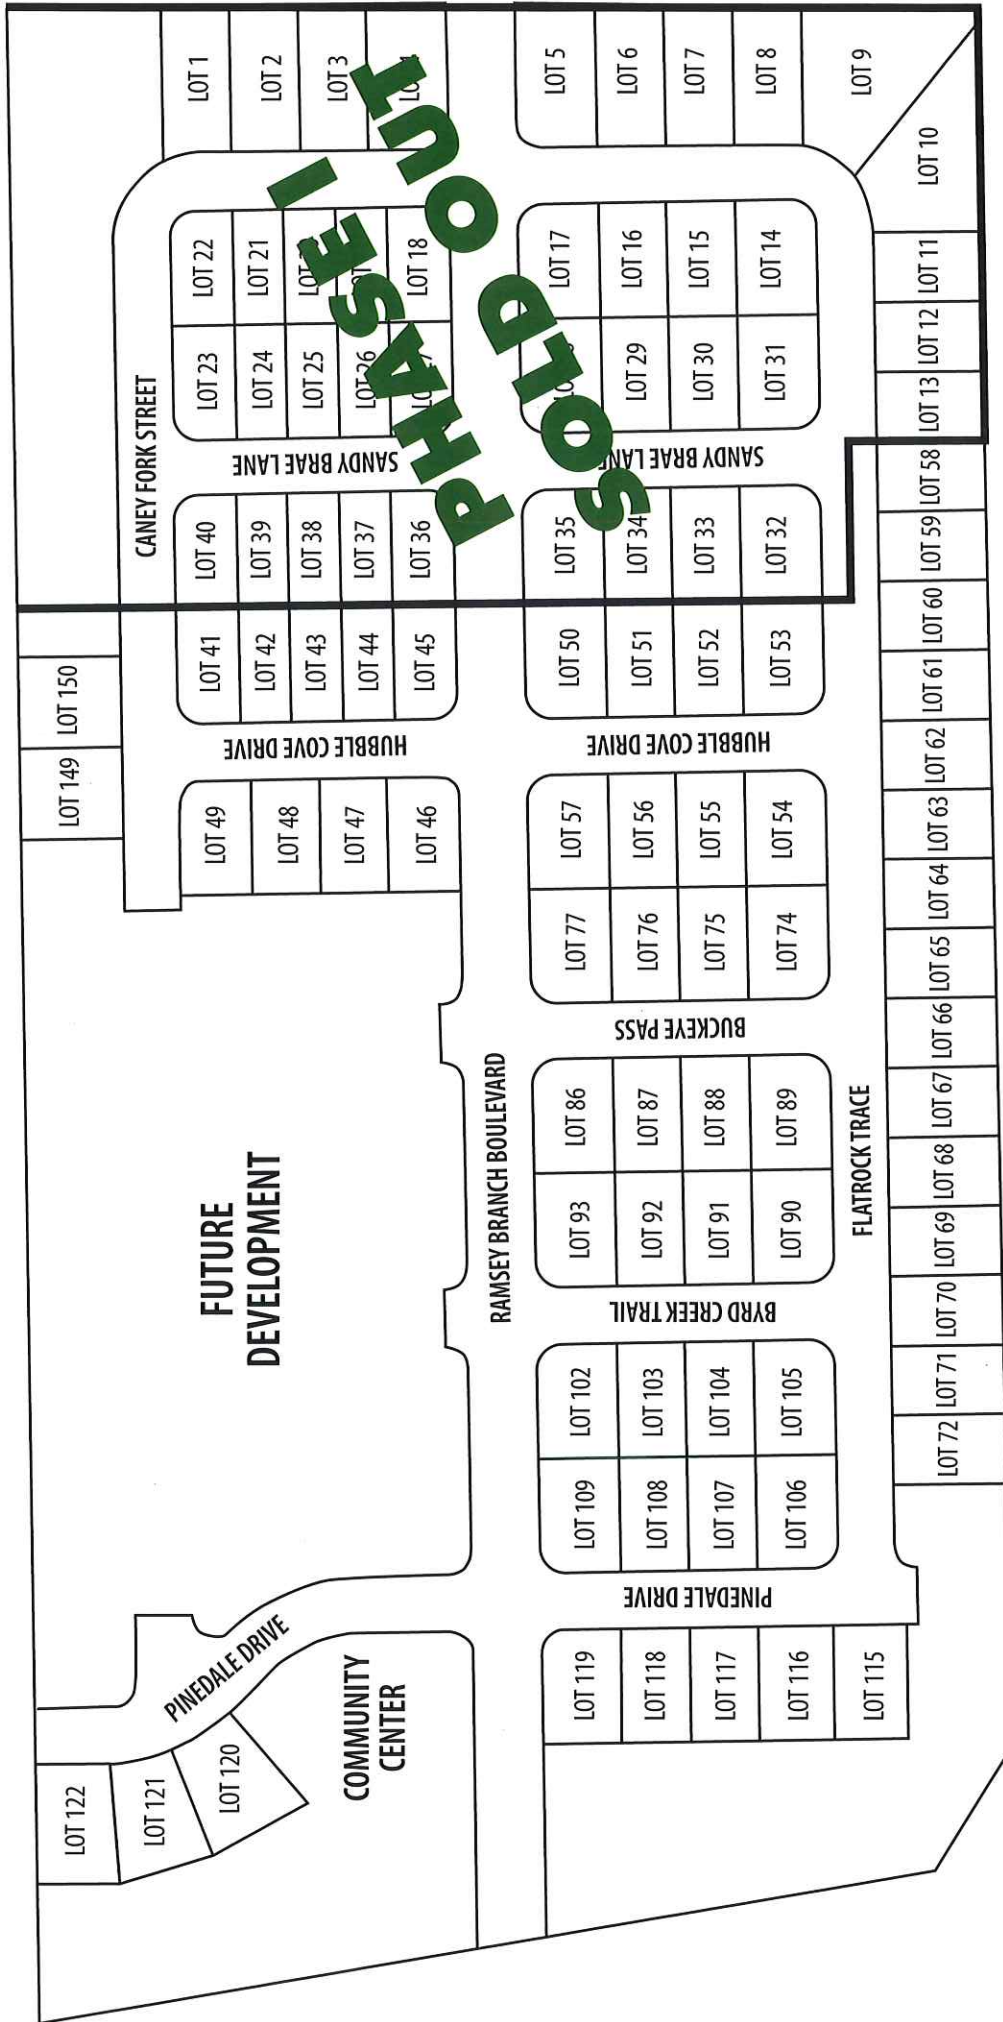 LOT 1
LOT 2
LOT 3
LOT 5
LOT 6
LOT 7
LOT 8
LOT 9
LOT 10
LOT 11
LOT 12
LOT 13
LOT 22
LOT 21
LOT 18
LOT 17
LOT 16
LOT 15
LOT 14
LOT 23
LOT 24
LOT 25
LOT 26
LOT 29
LOT 30
LOT 31
CANEY FORK STREET
SANDY BRAE LANE
SANDY BRAE LANE
PHASE I
SOLD OUT
LOT 40
LOT 39
LOT 38
LOT 37
LOT 36
LOT 35
LOT 34
LOT 33
LOT 32
LOT 41
LOT 42
LOT 43
LOT 44
LOT 45
LOT 50
LOT 51
LOT 52
LOT 53
LOT 150
LOT 149
HUBBLE COVE DRIVE
HUBBLE COVE DRIVE
LOT 49
LOT 48
LOT 47
LOT 46
LOT 57
LOT 56
LOT 55
LOT 54
LOT 77
LOT 76
LOT 75
LOT 74
BUCKEYE PASS
RAMSEY BRANCH BOULEVARD
FLATROCK TRACE
LOT 86
LOT 87
LOT 88
LOT 89
LOT 93
LOT 92
LOT 91
LOT 90
BYRD CREEK TRAIL
FUTURE
DEVELOPMENT
LOT 102
LOT 103
LOT 104
LOT 105
LOT 109
LOT 108
LOT 107
LOT 106
PINEDALE DRIVE
PINEDALE DRIVE
LOT 119
LOT 118
LOT 117
LOT 116
LOT 115
COMMUNITY
CENTER
LOT 122
LOT 121
LOT 120
LOT 58
LOT 59
LOT 60
LOT 61
LOT 62
LOT 63
LOT 64
LOT 65
LOT 66
LOT 67
LOT 68
LOT 69
LOT 70
LOT 71
LOT 72